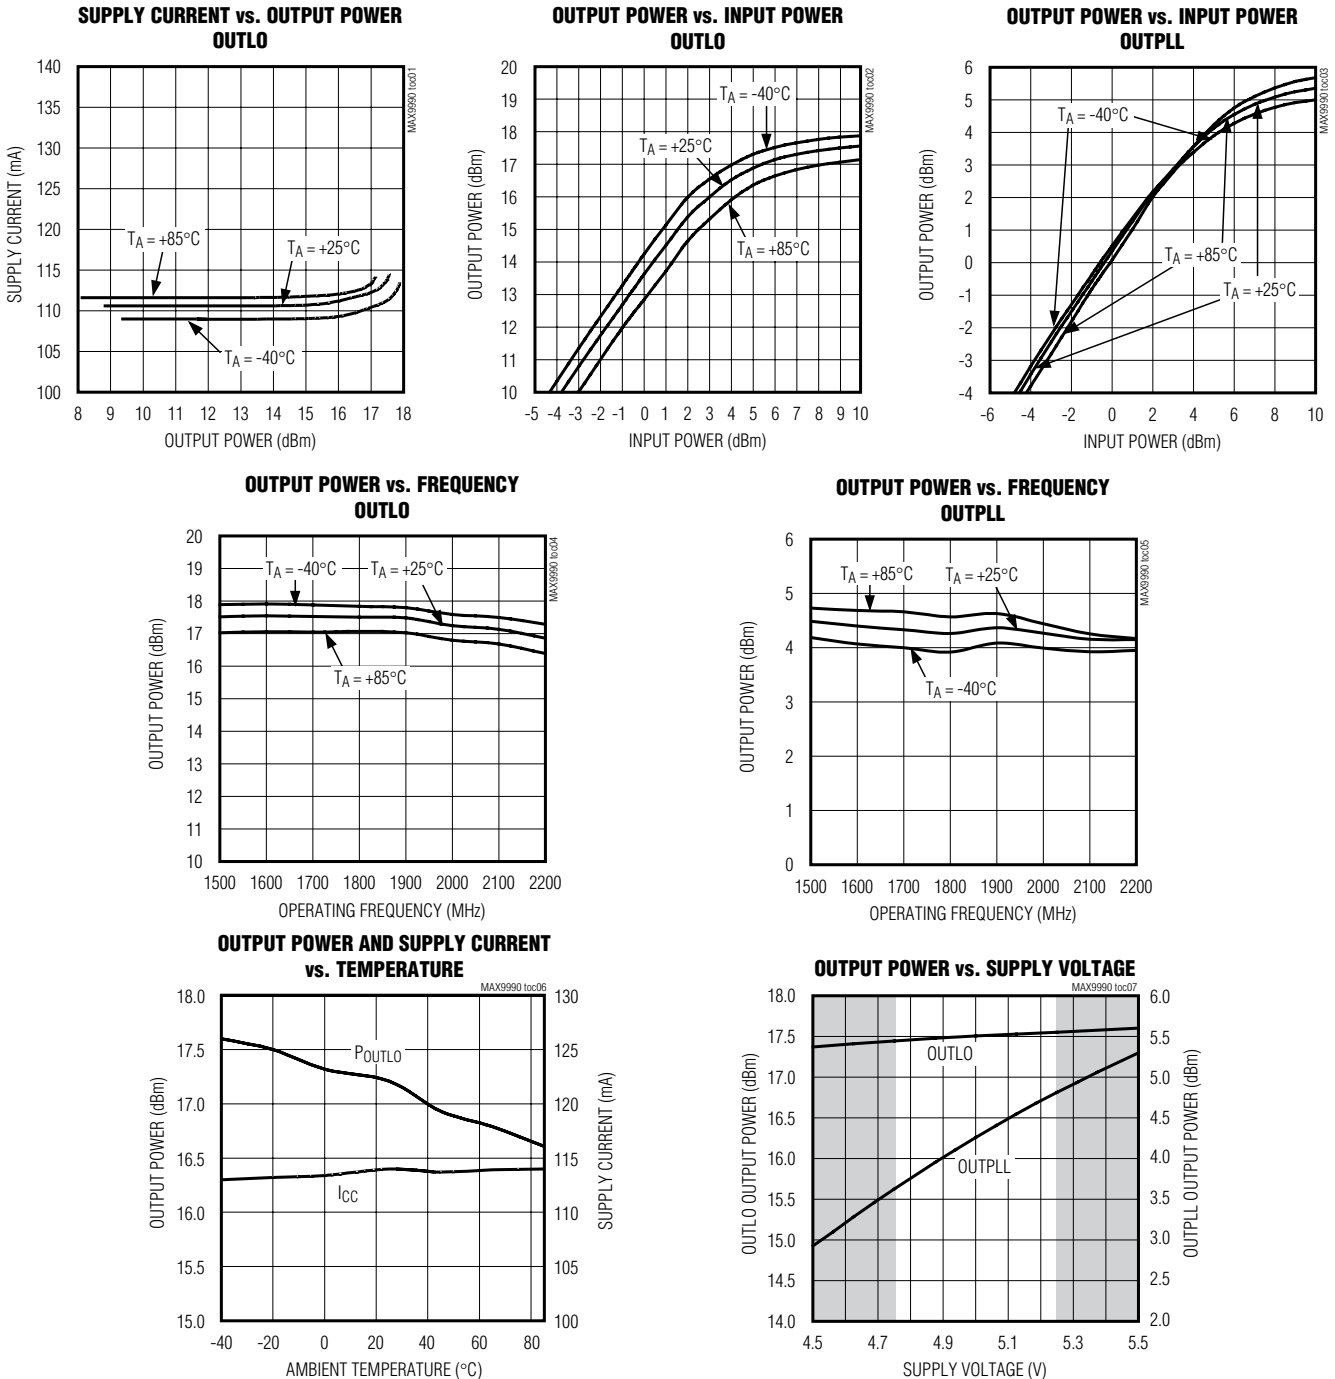 SUPPLY CURRENT vs. OUTPUT POWER
OUTLO
MAX9990 toc01
SUPPLY CURRENT (mA)
140
135
130
125
120
115
110
105
100
TA = +85°C
TA = +25°C
TA = -40°C
8 9 10 11 12 13 14 15 16 17 18
OUTPUT POWER (dBm)
OUTPUT POWER vs. INPUT POWER
OUTLO
MAX9990 toc02
OUTPUT POWER (dBm)
20
19
18
17
16
15
14
13
12
11
10
TA = -40°C
TA = +25°C
TA = +85°C
-5 -4 -3 -2 -1 0 1 2 3 4 5 6 7 8 9 10
INPUT POWER (dBm)
OUTPUT POWER vs. INPUT POWER
OUTPLL
MAX9990 toc03
OUTPUT POWER (dBm)
6
5
4
3
2
1
0
-1
-2
-3
-4
TA = -40°C
TA = +85°C
TA = +25°C
-6 -4 -2 0 2 4 6 8 10
INPUT POWER (dBm)
OUTPUT POWER vs. FREQUENCY
OUTLO
MAX9990 toc04
OUTPUT POWER (dBm)
20
19
18
17
16
15
14
13
12
11
10
TA = -40°C
TA = +25°C
TA = +85°C
1500 1600 1700 1800 1900 2000 2100 2200
OPERATING FREQUENCY (MHz)
OUTPUT POWER vs. FREQUENCY
OUTPLL
MAX9990 toc05
OUTPUT POWER (dBm)
6
5
4
3
2
1
0
TA = +85°C
TA = +25°C
TA = -40°C
1500 1600 1700 1800 1900 2000 2100 2200
OPERATING FREQUENCY (MHz)
OUTPUT POWER AND SUPPLY CURRENT
vs. TEMPERATURE
MAX9990 toc06
OUTPUT POWER (dBm)
18.0
17.5
17.0
16.5
16.0
15.5
15.0
POUTLO
ICC
130
125
120
115
110
105
100
SUPPLY CURRENT (mA)
-40 -20 0 20 40 60 80
AMBIENT TEMPERATURE (°C)
OUTPUT POWER vs. SUPPLY VOLTAGE
MAX9990 toc07
OUTLO OUTPUT POWER (dBm)
18.0
17.5
17.0
16.5
16.0
15.5
15.0
14.5
14.0
OUTLO
OUTPLL
6.0
5.5
5.0
4.5
4.0
3.5
3.0
2.5
2.0
OUTPLL OUTPUT POWER (dBm)
4.5 4.7 4.9 5.1 5.3 5.5
SUPPLY VOLTAGE (V)